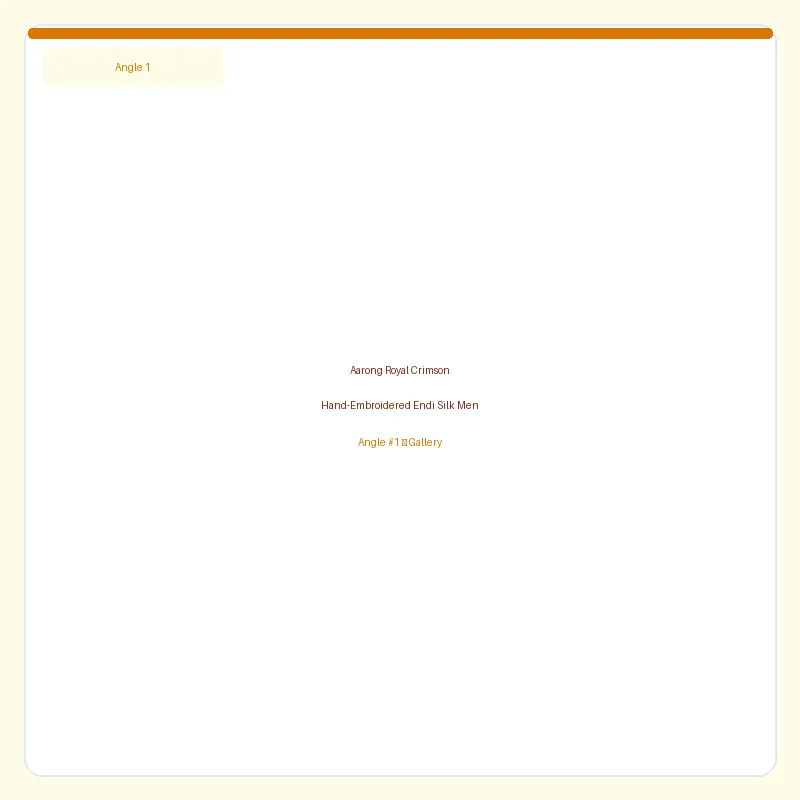 Angle 1
Aarong Royal Crimson
Hand-Embroidered Endi Silk Men
Angle #1 Gallery